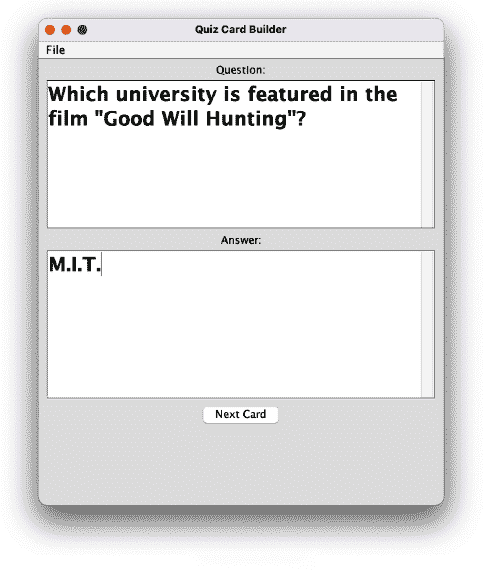 Quiz Card Builder
File
Question:
Which university is featured in the
film "Good Will Hunting"?
Answer:
M.I.T.
Next Card